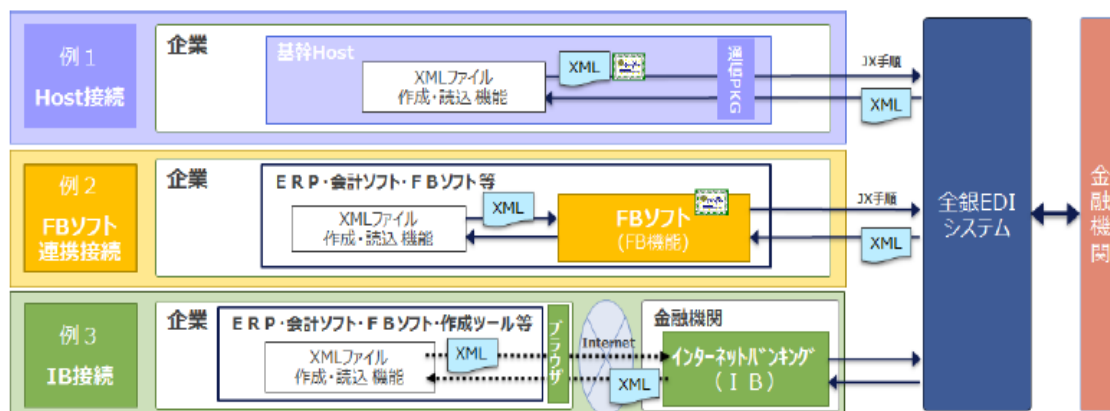 例１
Host接続
企業
基幹Host
XMLファイル
作成・読込 機能
XML
通信PKG
JX手順
XML
例２
FBソフト
連携接続
企業
ＥＲＰ・会計ソフト・ＦＢソフト等
XMLファイル
作成・読込 機能
XML
FBソフト
(FB機能)
JX手順
XML
例３
IB接続
企業
ＥＲＰ・会計ソフト・ＦＢソフト・作成ツール等
XMLファイル
作成・読込 機能
XML
ブラウザ
Internet
XML
金融機関
インターネットバンキング
（ＩＢ）
全銀EDI
システム
金融機関